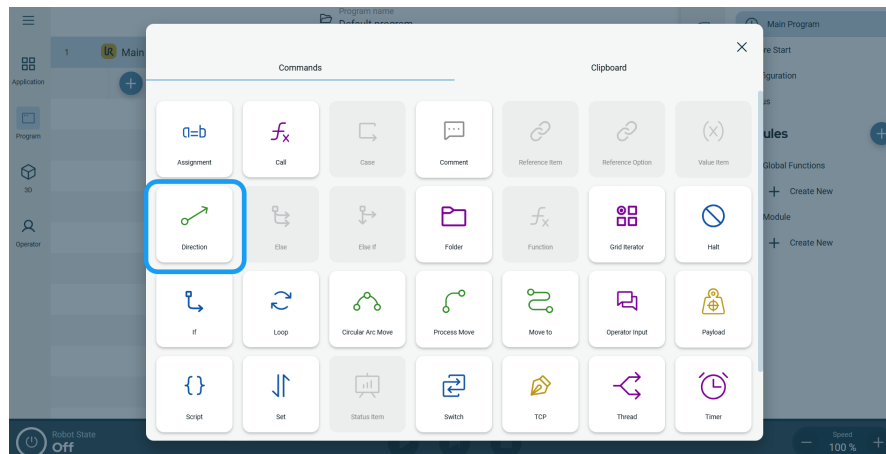 Program name
Default program
Main Program
1 UR Main
Commands
Clipboard
re Start
Application
figuration
us
a=b
fx
(x)
Assignment
Call
Case
Comment
Reference Item
Reference Option
Value Item
Program
ules
Global Functions
3D
Create New
Direction
Else
Else If
Folder
Function
Grid Iterator
Halt
Module
Operator
Create New
If
Loop
Circular Arc Move
Process Move
Move to
Operator Input
Payload
{ }
Script
Set
Status Item
Switch
TCP
Thread
Timer
Robot State
Off
Speed
100 %